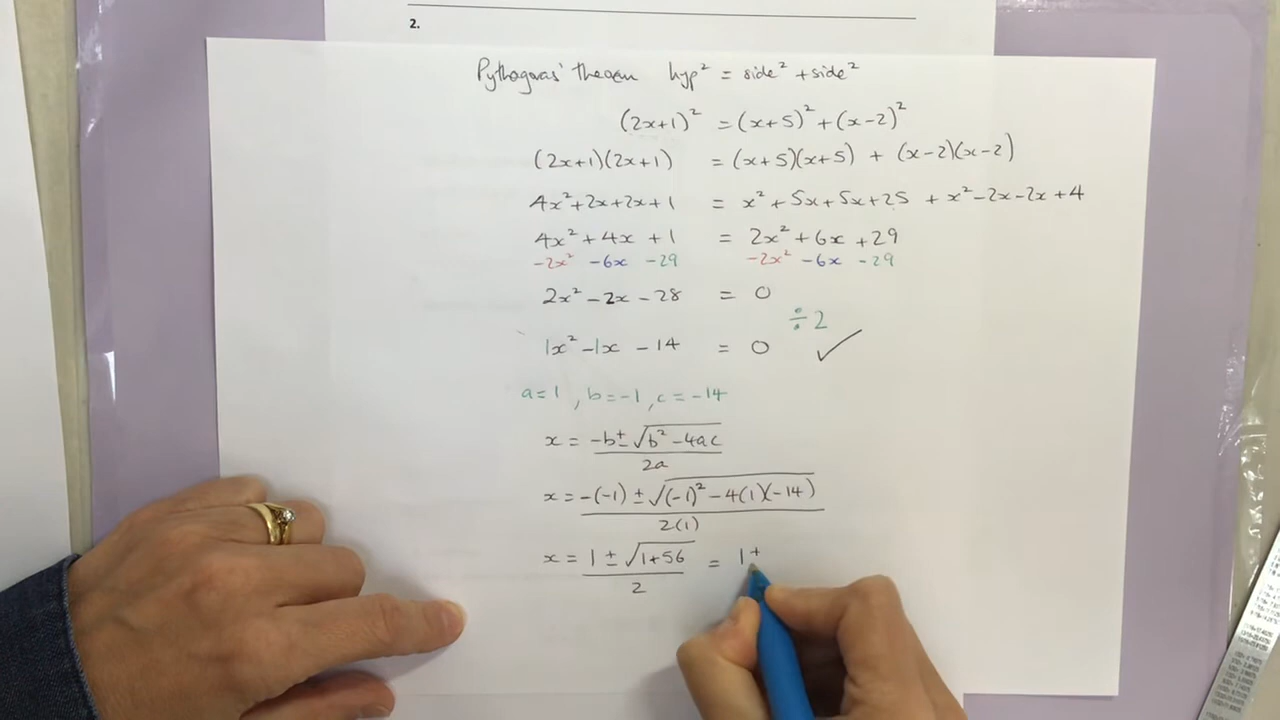 2.
Pythagoras' theorem hyp² = side² + side²
(2x+1)² = (x+5)² + (x-2)²
(2x+1)(2x+1) = (x+5)(x+5) + (x-2)(x-2)
4x²+2x+2x+1 = x² + 5x+5x+25 + x²-2x-2x+4
4x² + 4x + 1 = 2x² + 6x + 29
-2x² -6x -29 -2x² -6x -29
2x² - 2x - 28 = 0
÷2
1x² - 1x - 14 = 0 ✓
a=1, b=-1, c=-14
x = (-b ± √(b² - 4ac))/2a
x = (-(-1) ± √((-1)² - 4(1)(-14)))/2(1)
x = (1 ± √(1+56))/2 = 1 +